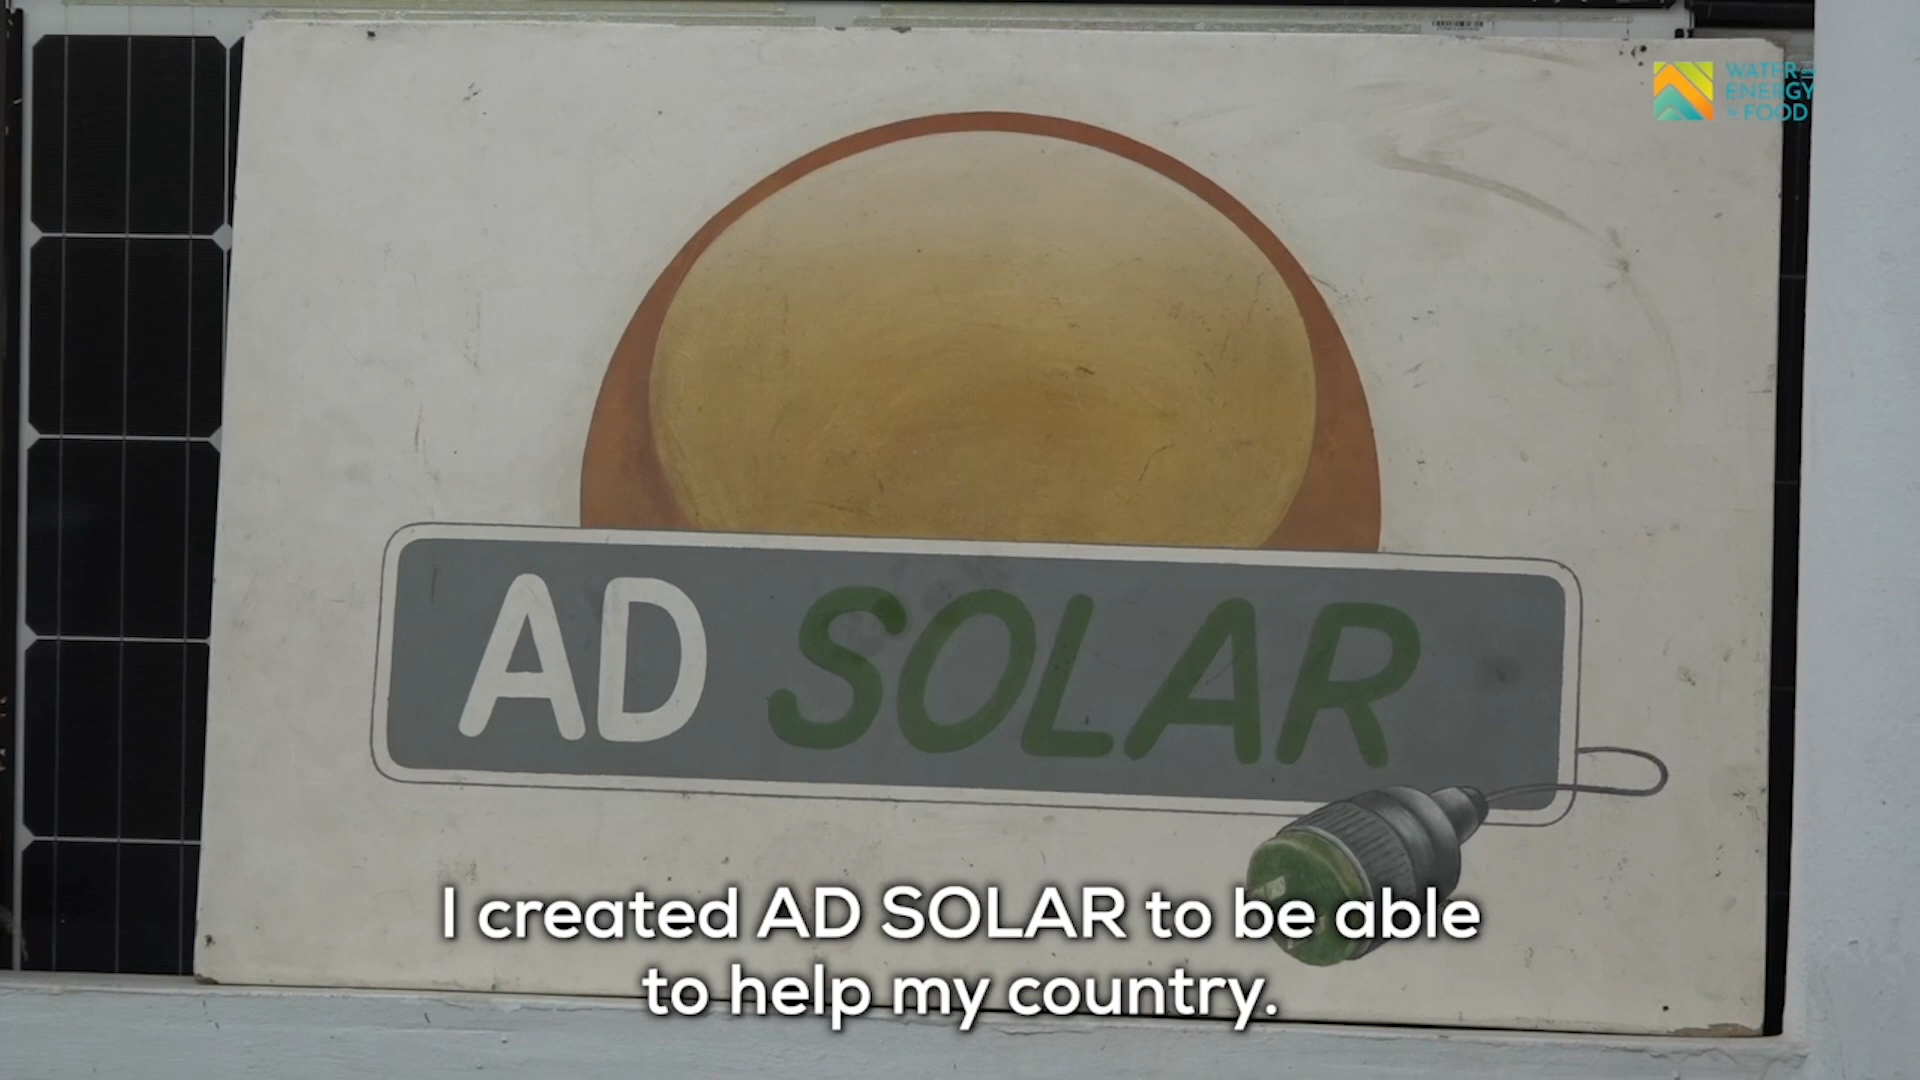 WATER
ENERGY
FOOD
AD SOLAR
I created AD SOLAR to be able
to help my country.